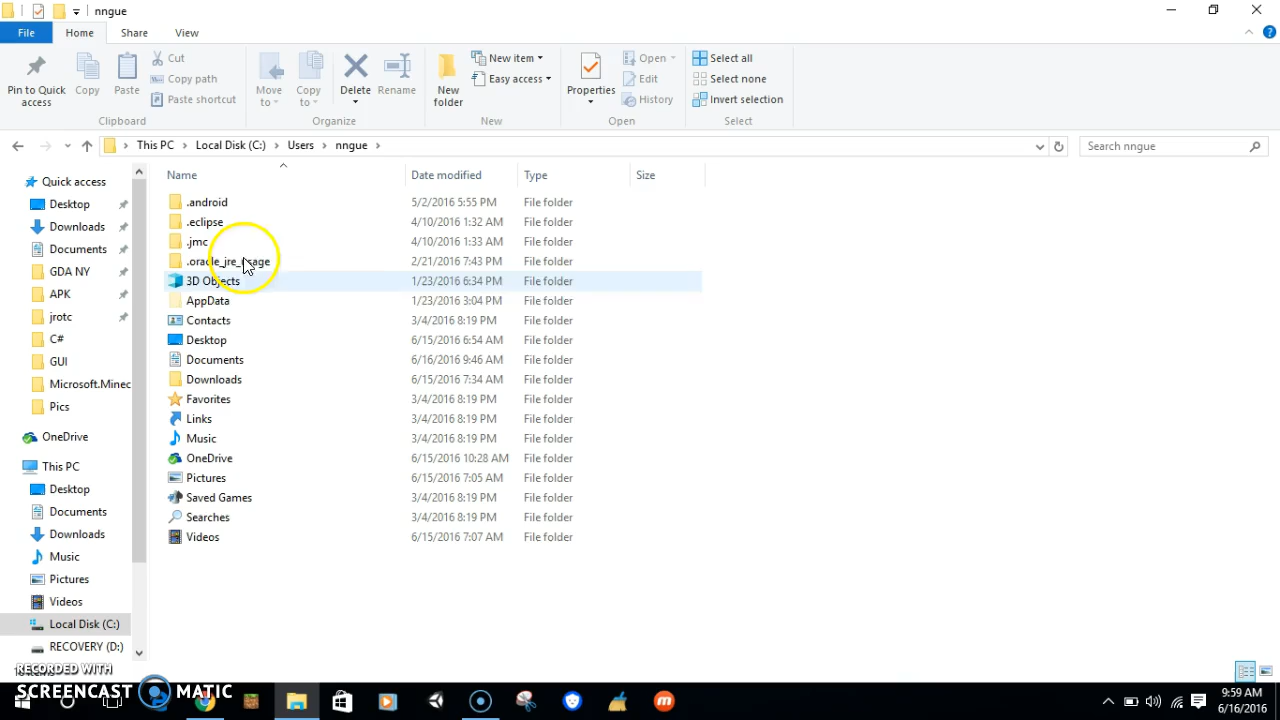 nngue
File Home Share View
Pin to Quick access
Copy
Paste
Cut
Copy path
Paste shortcut
Clipboard
Move to
Copy to
Delete
Rename
Organize
New folder
New item
Easy access
New
Properties
Open
Edit
History
Open
Select all
Select none
Invert selection
Select
This PC > Local Disk (C:) > Users > nngue >
Search nngue
Quick access
Desktop
Downloads
Documents
GDA NY
APK
jrotc
C#
GUI
Microsoft.Minec
Pics
OneDrive
This PC
Desktop
Documents
Downloads
Music
Pictures
Videos
Local Disk (C:)
RECOVERY (D:)
Name Date modified Type Size
.android 5/2/2016 5:55 PM File folder
.eclipse 4/10/2016 1:32 AM File folder
.jmc 4/10/2016 1:33 AM File folder
.oracle_jre_usage 2/21/2016 7:43 PM File folder
3D Objects 1/23/2016 6:34 PM File folder
AppData 1/23/2016 3:04 PM File folder
Contacts 3/4/2016 8:19 PM File folder
Desktop 6/15/2016 6:54 AM File folder
Documents 6/16/2016 9:46 AM File folder
Downloads 6/15/2016 7:34 AM File folder
Favorites 3/4/2016 8:19 PM File folder
Links 3/4/2016 8:19 PM File folder
Music 3/4/2016 8:19 PM File folder
OneDrive 6/15/2016 10:28 AM File folder
Pictures 6/15/2016 7:05 AM File folder
Saved Games 3/4/2016 8:19 PM File folder
Searches 3/4/2016 8:19 PM File folder
Videos 6/15/2016 7:07 AM File folder
RECORDED WITH
SCREENCAST MATIC
9:59 AM
6/16/2016